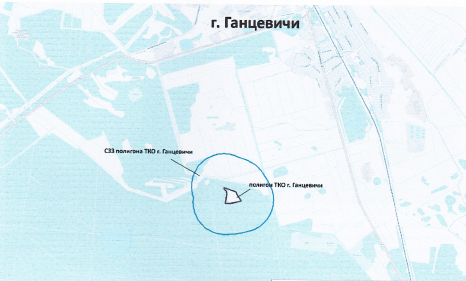 г. Ганцевичи
СЗЗ полигона ТКО г. Ганцевичи
полигон ТКО г. Ганцевичи